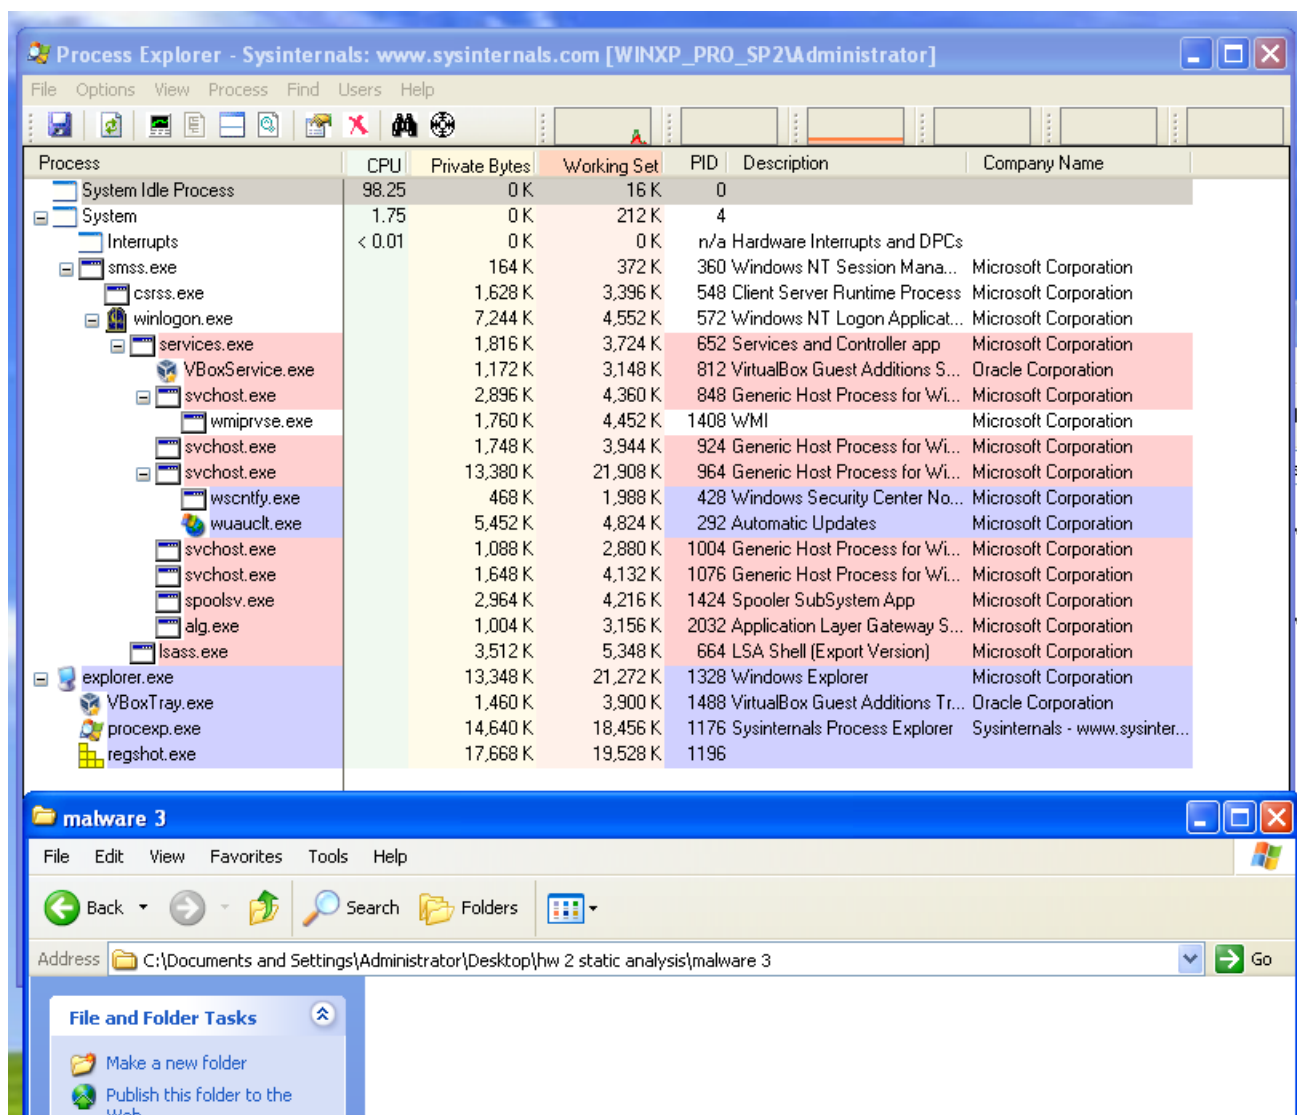 Process Explorer - Sysinternals: www.sysinternals.com [WINXP_PRO_SP2\Administrator]
File Options View Process Find Users Help
Process CPU Private Bytes Working Set PID Description Company Name
System Idle Process 98.25 0 K 16 K 0
System 1.75 0 K 212 K 4
Interrupts < 0.01 0 K 0 K n/a Hardware Interrupts and DPCs
smss.exe 164 K 372 K 360 Windows NT Session Mana... Microsoft Corporation
csrss.exe 1,628 K 3,396 K 548 Client Server Runtime Process Microsoft Corporation
winlogon.exe 7,244 K 4,552 K 572 Windows NT Logon Applicat... Microsoft Corporation
services.exe 1,816 K 3,724 K 652 Services and Controller app Microsoft Corporation
VBoxService.exe 1,172 K 3,148 K 812 VirtualBox Guest Additions S... Oracle Corporation
svchost.exe 2,896 K 4,360 K 848 Generic Host Process for Wi... Microsoft Corporation
wmiprvse.exe 1,760 K 4,452 K 1408 WMI Microsoft Corporation
svchost.exe 1,748 K 3,944 K 924 Generic Host Process for Wi... Microsoft Corporation
svchost.exe 13,380 K 21,908 K 964 Generic Host Process for Wi... Microsoft Corporation
wscntfy.exe 468 K 1,988 K 428 Windows Security Center No... Microsoft Corporation
wuauclt.exe 5,452 K 4,824 K 292 Automatic Updates Microsoft Corporation
svchost.exe 1,088 K 2,880 K 1004 Generic Host Process for Wi... Microsoft Corporation
svchost.exe 1,648 K 4,132 K 1076 Generic Host Process for Wi... Microsoft Corporation
spoolsv.exe 2,964 K 4,216 K 1424 Spooler SubSystem App Microsoft Corporation
alg.exe 1,004 K 3,156 K 2032 Application Layer Gateway S... Microsoft Corporation
lsass.exe 3,512 K 5,348 K 664 LSA Shell (Export Version) Microsoft Corporation
explorer.exe 13,348 K 21,272 K 1328 Windows Explorer Microsoft Corporation
VBoxTray.exe 1,460 K 3,900 K 1488 VirtualBox Guest Additions Tr... Oracle Corporation
procexp.exe 14,640 K 18,456 K 1176 Sysinternals Process Explorer Sysinternals - www.sysinter...
regshot.exe 17,668 K 19,528 K 1196
malware 3
File Edit View Favorites Tools Help
Back Search Folders
Address C:\Documents and Settings\Administrator\Desktop\hw 2 static analysis\malware 3 Go
File and Folder Tasks
Make a new folder
Publish this folder to the
Web